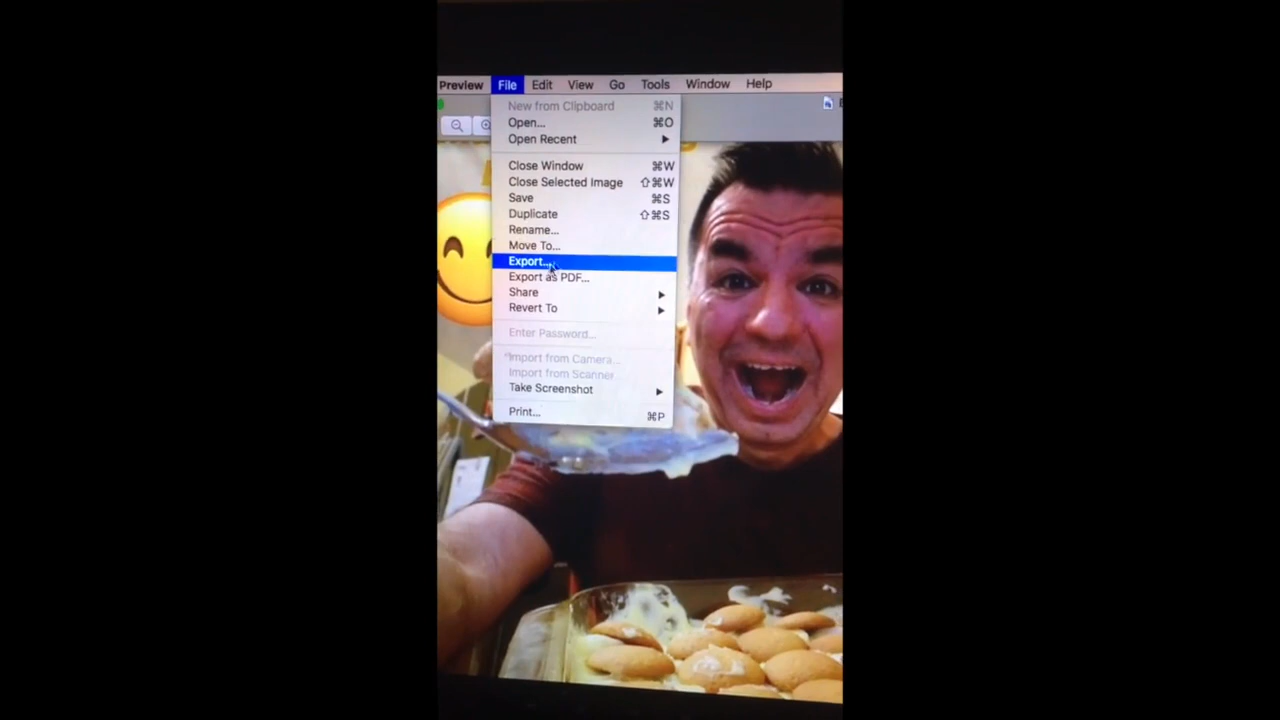 Preview File Edit View Go Tools Window Help
New from Clipboard ⌘N
Open... ⌘O
Open Recent ▶
Close Window ⌘W
Close Selected Image ⇧⌘W
Save ⌘S
Duplicate ⇧⌘S
Rename...
Move To...
Export...
Export as PDF...
Share ▶
Revert To ▶
Enter Password...
Import from Camera...
Import from Scanner
Take Screenshot ▶
Print... ⌘P